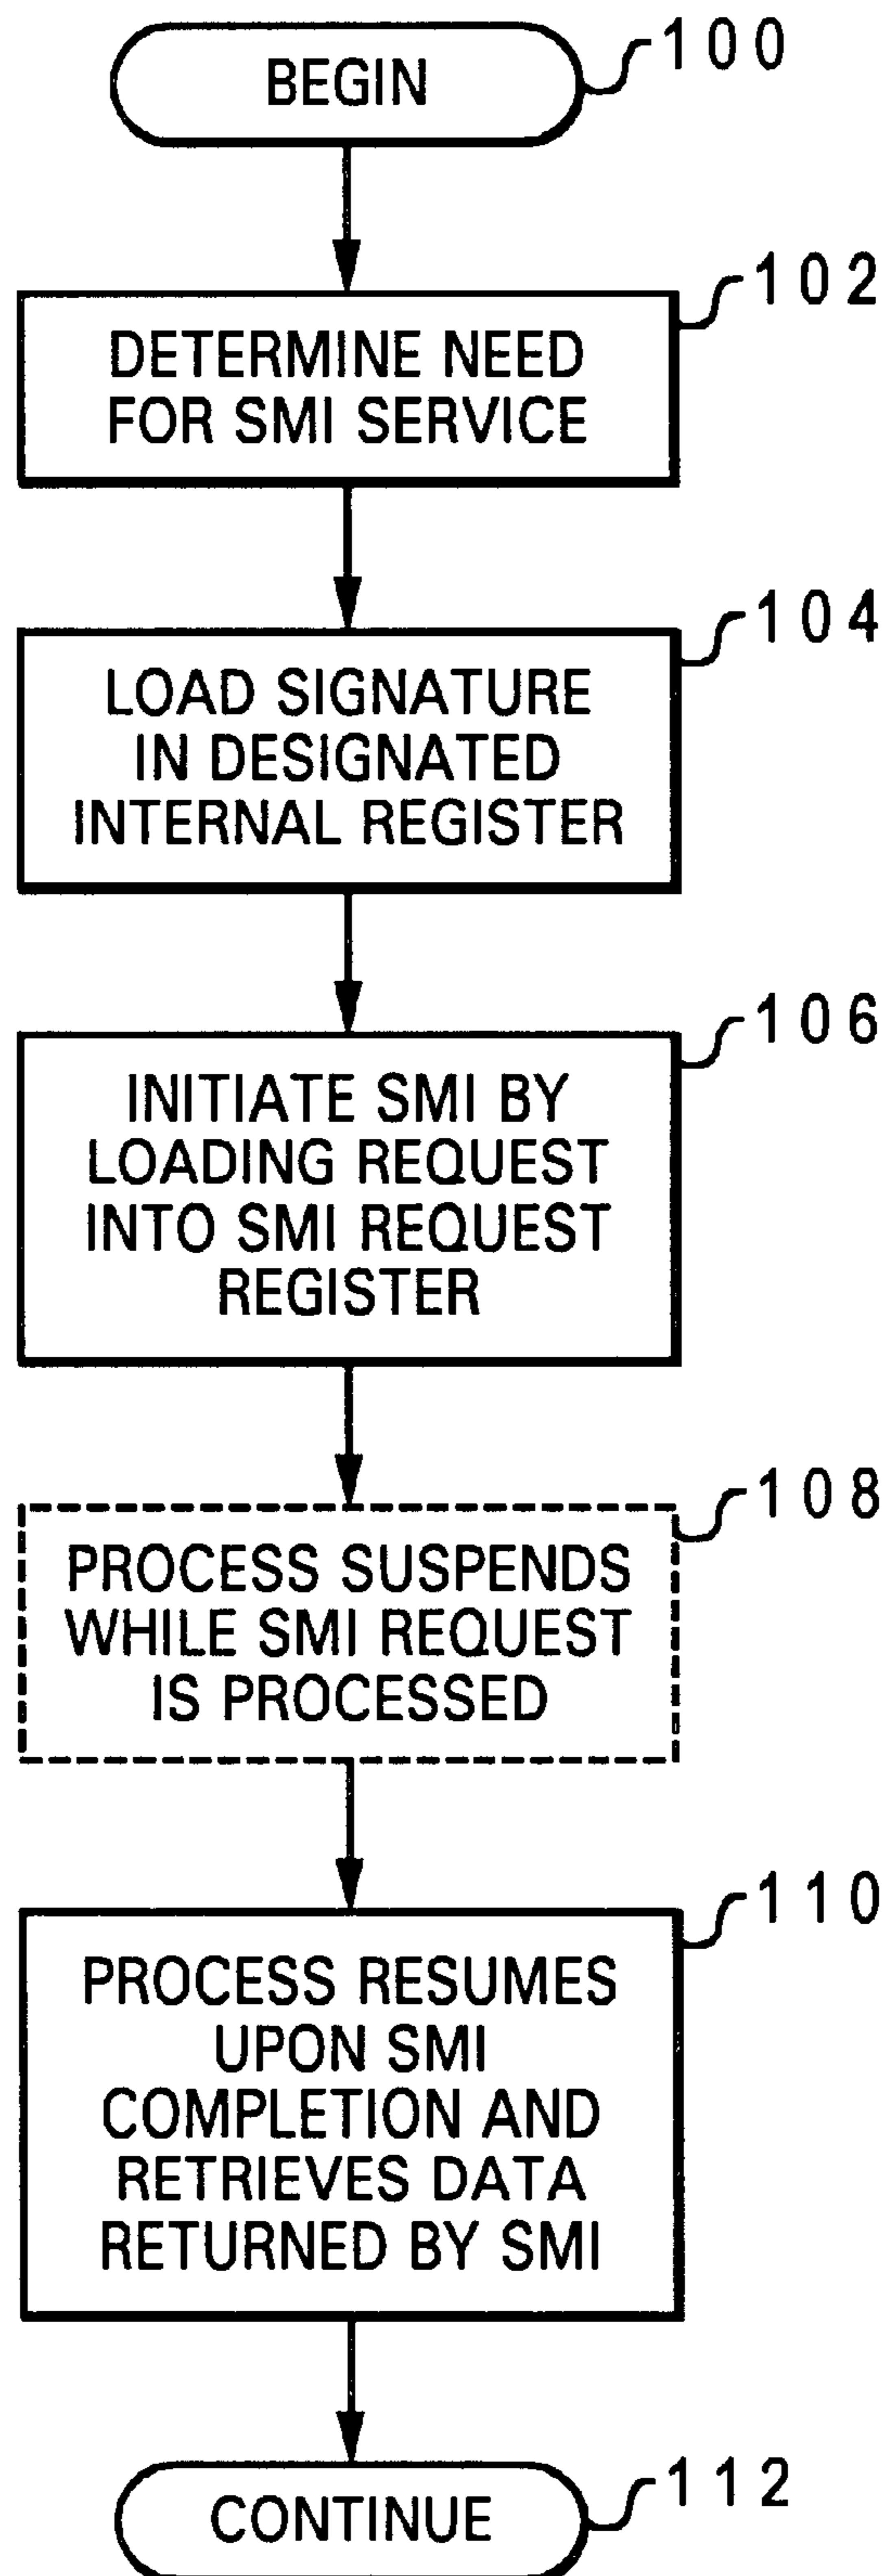 BEGIN
100
DETERMINE NEED
FOR SMI SERVICE
102
LOAD SIGNATURE
IN DESIGNATED
INTERNAL REGISTER
104
INITIATE SMI BY
LOADING REQUEST
INTO SMI REQUEST
REGISTER
106
PROCESS SUSPENDS
WHILE SMI REQUEST
IS PROCESSED
108
PROCESS RESUMES
UPON SMI
COMPLETION AND
RETRIEVES DATA
RETURNED BY SMI
110
CONTINUE
112